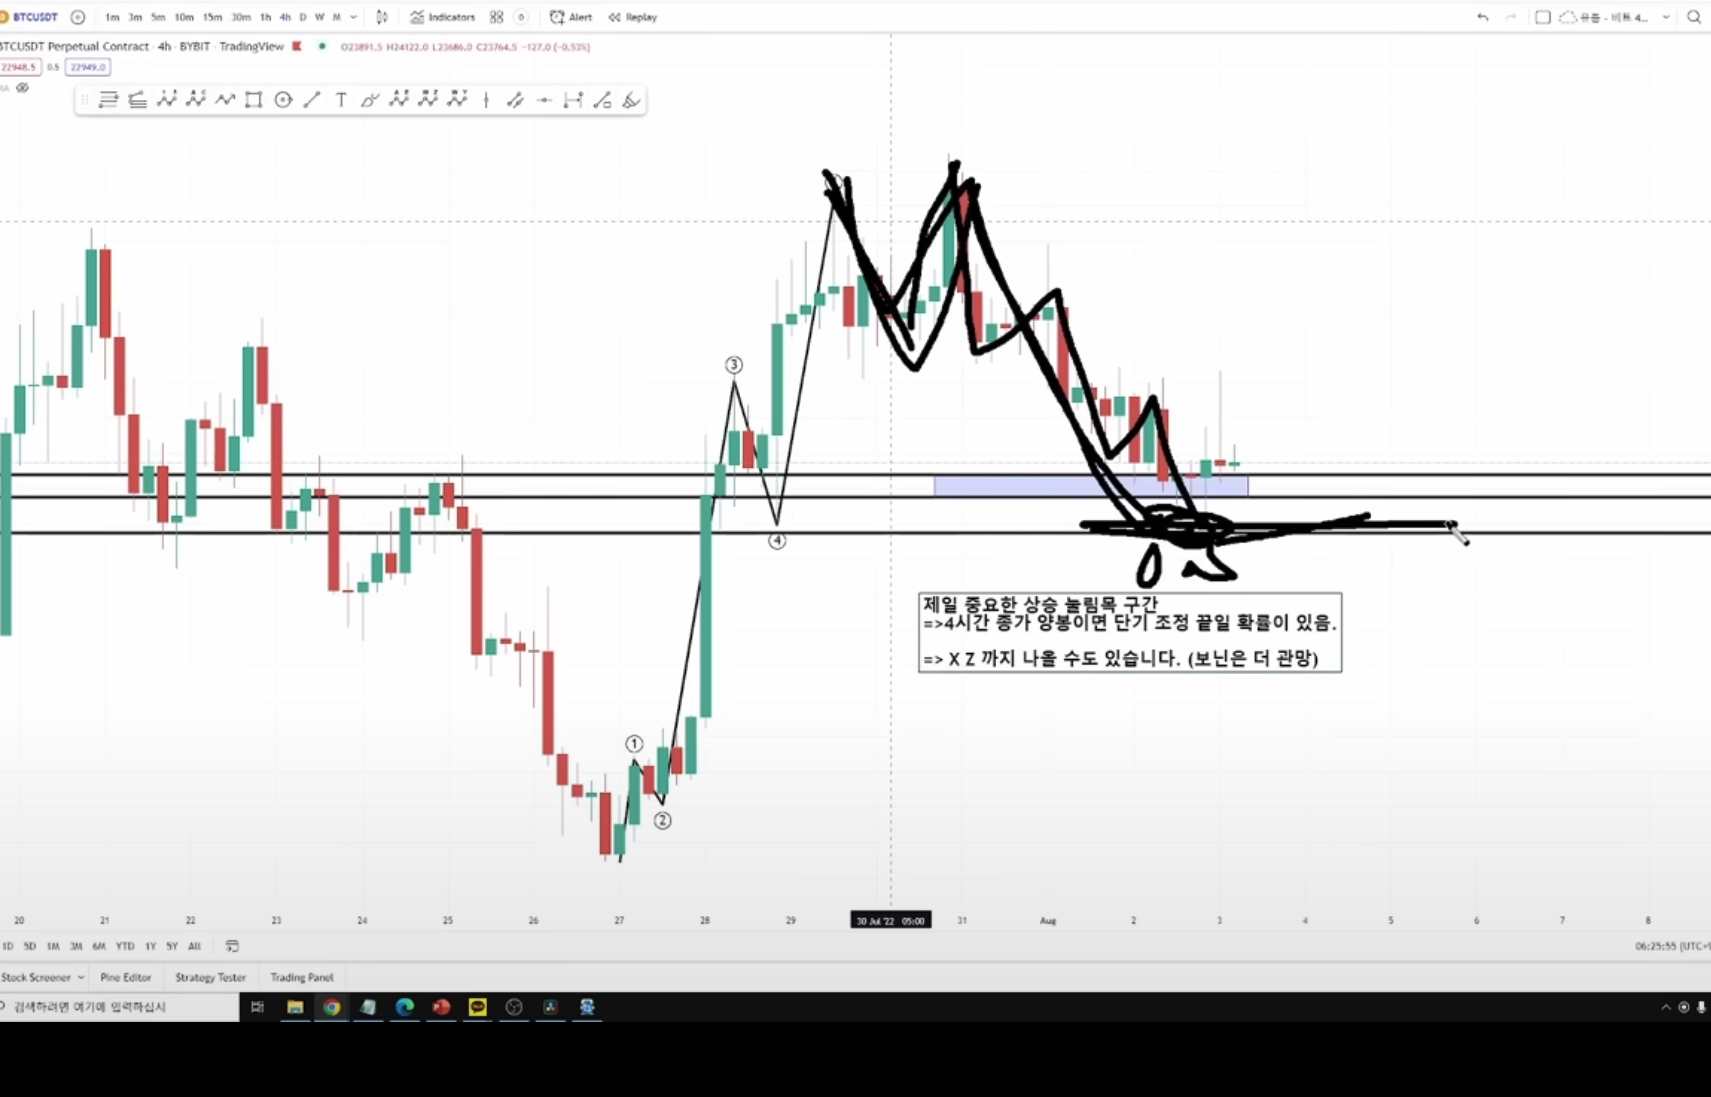 BTCUSDT
1m 3m 5m 10m 15m 30m 1h 4h D W M Indicators Alert Replay
BTCUSDT Perpetual Contract · 4h · BYBIT · TradingView O23891.5 H24122.0 L23686.0 C23764.5 −127.0 (−0.53%)
22948.5 0.5 22949.0
T
③
④
①
②
제일 중요한 상승 눌림목 구간
=>4시간 종가 양봉이면 단기 조정 끝일 확률이 있음.
=> X Z 까지 나올 수도 있습니다. (보닌은 더 관망)
20 21 22 23 24 25 26 27 28 29 30 Jul '22 05:00 31 Aug 2 3 4 5 6 7 8
1D 5D 1M 3M 6M YTD 1Y 5Y All
06:25:55 (UTC+
Stock Screener Pine Editor Strategy Tester Trading Panel
검색하려면 여기에 입력하십시